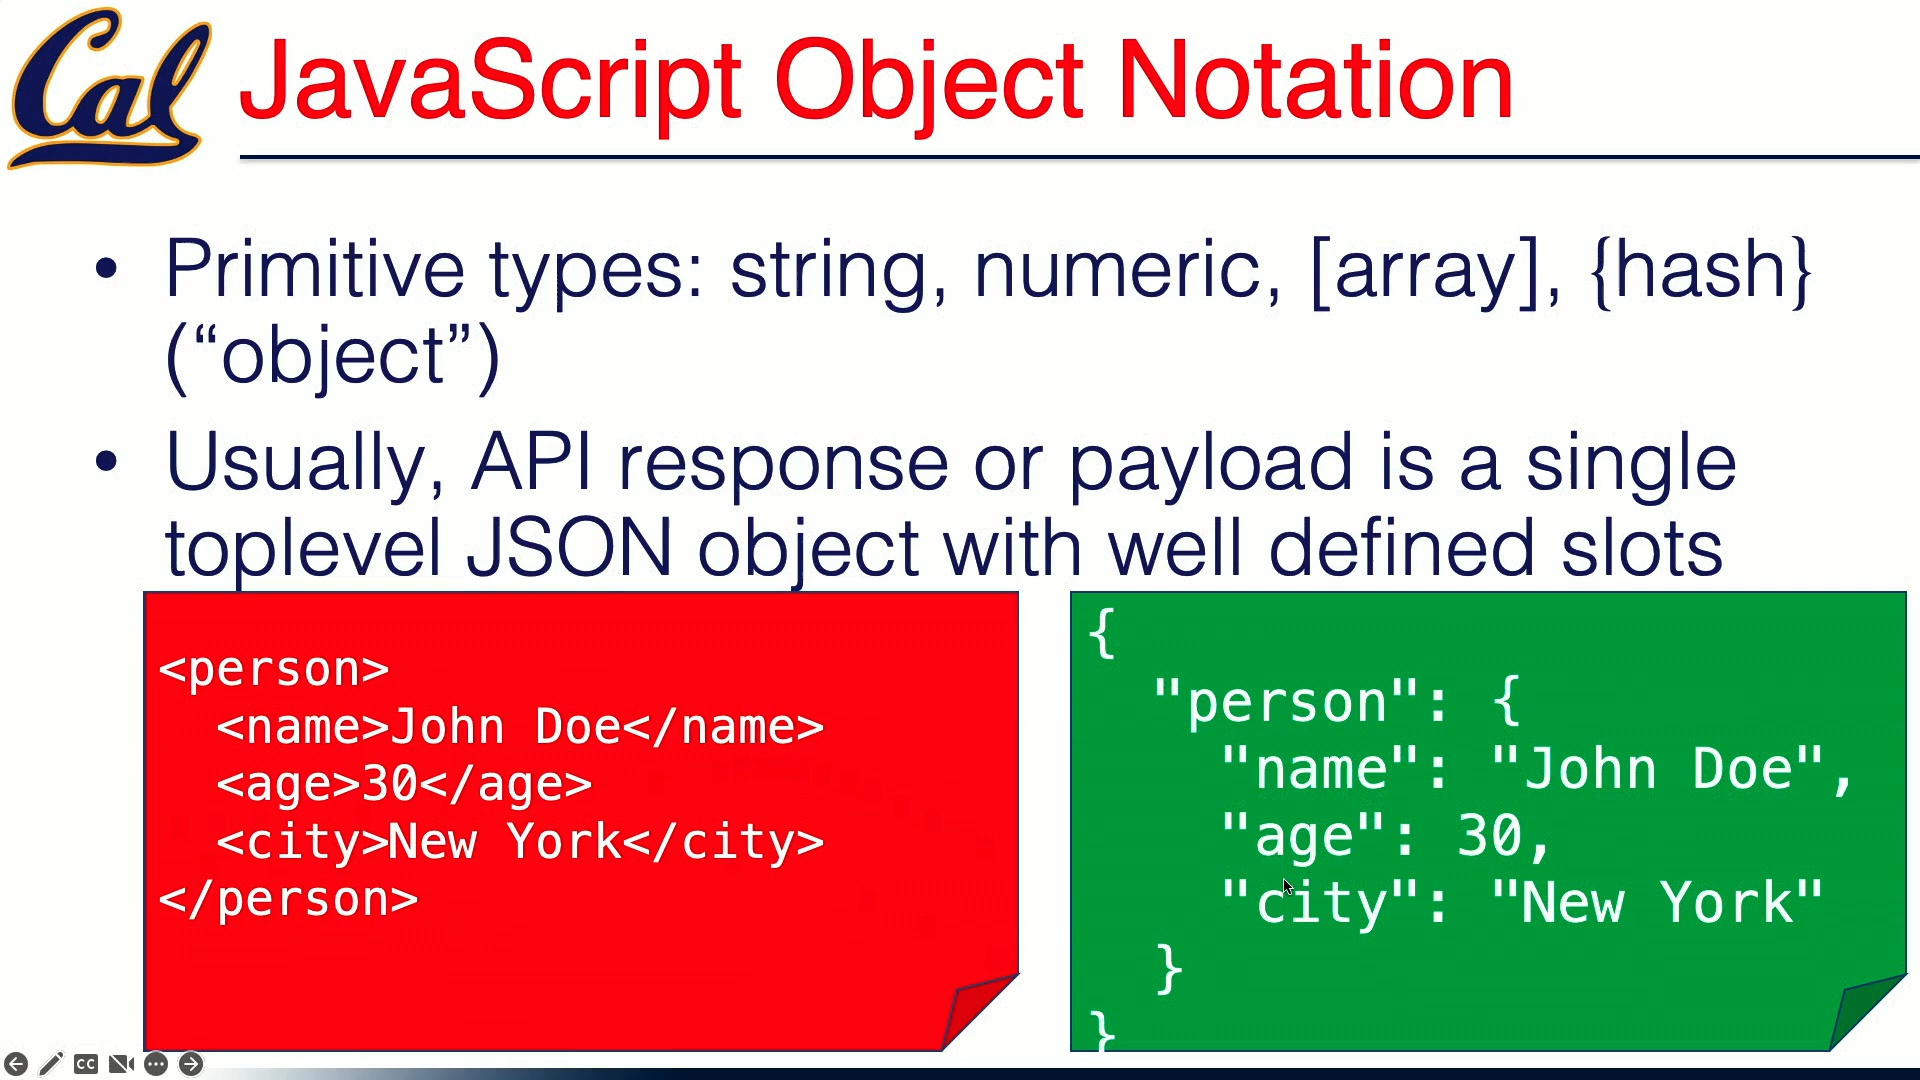 Cal
JavaScript Object Notation
• Primitive types: string, numeric, [array], {hash}
(“object”)
• Usually, API response or payload is a single
toplevel JSON object with well defined slots
<person>
  <name>John Doe</name>
  <age>30</age>
  <city>New York</city>
</person>
{
  "person": {
    "name": "John Doe",
    "age": 30,
    "city": "New York"
  }
}
CC